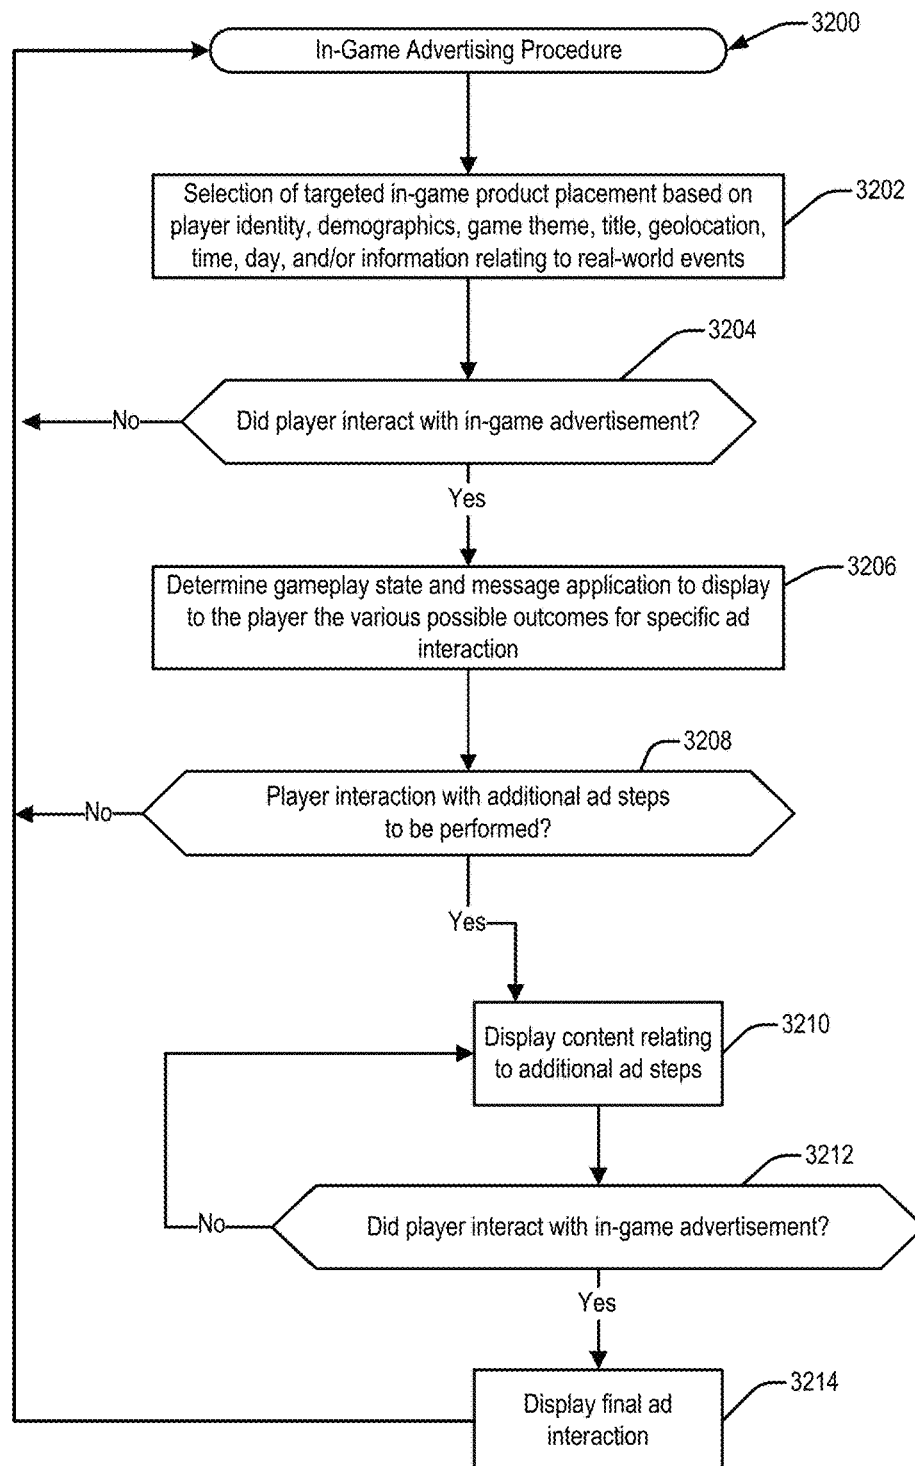 3200
In-Game Advertising Procedure
Selection of targeted in-game product placement based on
player identity, demographics, game theme, title, geolocation,
time, day, and/or information relating to real-world events
3202
3204
Did player interact with in-game advertisement?
No
Yes
Determine gameplay state and message application to display
to the player the various possible outcomes for specific ad
interaction
3206
3208
Player interaction with additional ad steps
to be performed?
No
Yes
Display content relating
to additional ad steps
3210
3212
Did player interact with in-game advertisement?
No
Yes
Display final ad
interaction
3214